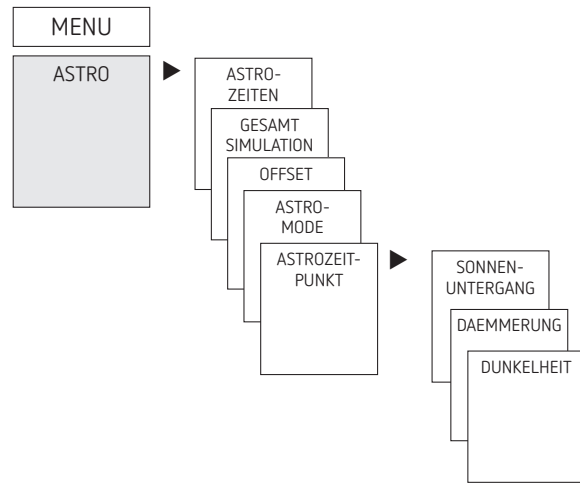 MENU
ASTRO
ASTRO-
ZEITEN
GESAMT
SIMULATION
OFFSET
ASTRO-
MODE
ASTROZEIT-
PUNKT
SONNEN-
UNTERGANG
DAEMMERUNG
DUNKELHEIT